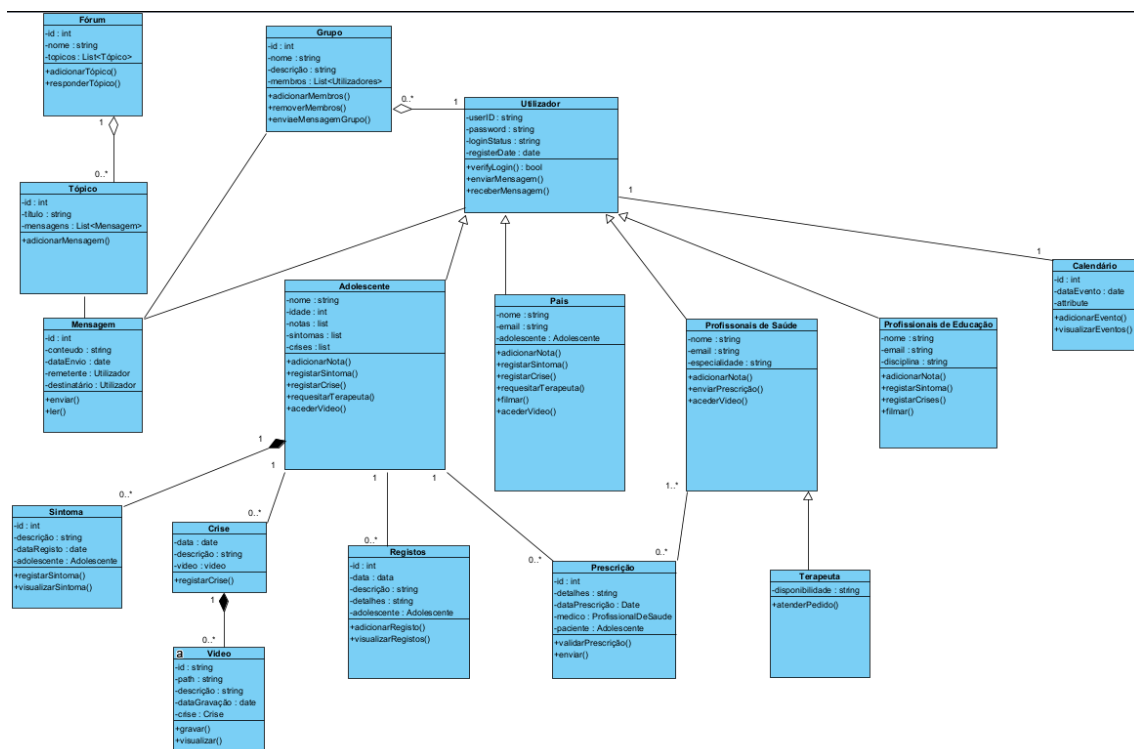 Fórum
-id : int
-nome : string
-topicos : List<Tópico>
+adicionarTópico()
+responderTópico()
1
0..*
Grupo
-id : int
-nome : string
-descrição : string
-membros : List<Utilizadores>
+adicionarMembros()
+removerMembros()
+enviaeMensagemGrupo()
0..*
1
Utilizador
-userID : string
-password : string
-loginStatus : string
-registerDate : date
+verifyLogin() : bool
+enviarMensagem()
+receberMensagem()
1
1
Tópico
-id : int
-título : string
-mensagens : List<Mensagem>
+adicionarMensagem()
Calendário
-id : int
-dataEvento : date
-attribute
+adicionarEvento()
+visualizarEventos()
Mensagem
-id : int
-conteudo : string
-dataEnvio : date
-remetente : Utilizador
-destinatário : Utilizador
+enviar()
+ler()
Adolescente
-nome : string
-idade : int
-notas : list
-sintomas : list
-crises : list
+adicionarNota()
+registarSintoma()
+registarCrise()
+requesitarTerapeuta()
+acederVideo()
Pais
-nome : string
-email : string
-adolescente : Adolescente
+adicionarNota()
+registarSintoma()
+registarCrise()
+requesitarTerapeuta()
+filmar()
+acederVideo()
Profissonais de Saúde
-nome : string
-email : string
-especialidade : string
+adicionarNota()
+enviarPrescrição()
+acederVideo()
Profissionais de Educação
-nome : string
-email : string
-disciplina : string
+adicionarNota()
+registarSintoma()
+registarCrises()
+filmar()
1
1
1
1
0..*
0..*
0..*
0..*
1..*
0..*
Sintoma
-id : int
-descrição : string
-dataRegisto : date
-adolescente : Adolescente
+registarSintoma()
+visualizarSintoma()
Crise
-data : date
-descrição : string
-vídeo : video
+registarCrise()
1
0..*
Registos
-id : int
-data : data
-descrição : string
-detalhes : string
-adolescente : Adolescente
+adicionarRegisto()
+visualizarRegistos()
Prescrição
-id : int
-detalhes : string
-dataPrescrição : Date
-medico : ProfissionalDeSaude
-paciente : Adolescente
+validarPrescrição()
+enviar()
Terapeuta
-disponibilidade : string
+atenderPedido()
a
Video
-id : string
-path : string
-descrição : string
-dataGravação : date
-crise : Crise
+gravar()
+visualizar()